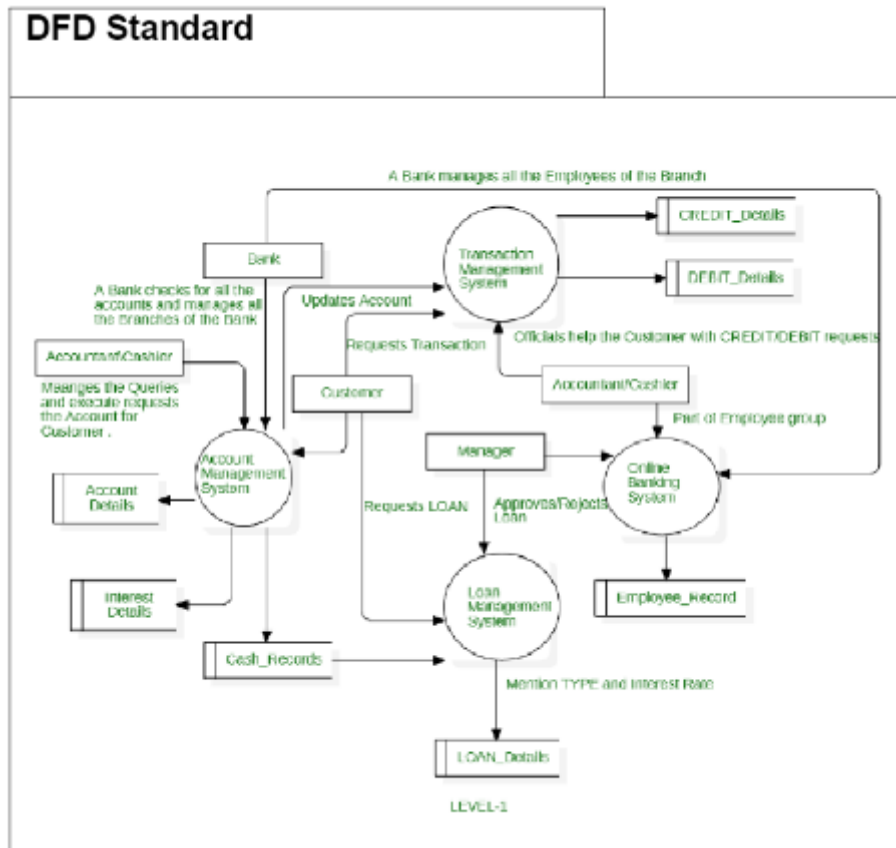 DFD Standard
A Bank manages all the Employees of the Branch
CREDIT_Details
Bank
Transaction
Management
System
DEBIT_Details
A Bank checks for all the
accounts and manages all
the Branches of the Bank
Updates Account
Requests Transaction
Officials help the Customer with CREDIT/DEBIT requests
Accountant\Cashier
Maanges the Queries
and execute requests
the Account for
Customer .
Customer
Accountant/Cashier
Part of Employee group
Account
Management
System
Manager
Online
Banking
System
Account
Details
Requests LOAN
Approves/Rejects
Loan
Interest
Details
Loan
Management
System
Employee_Record
Cash_Records
Mention TYPE and Interest Rate
LOAN_Details
LEVEL-1